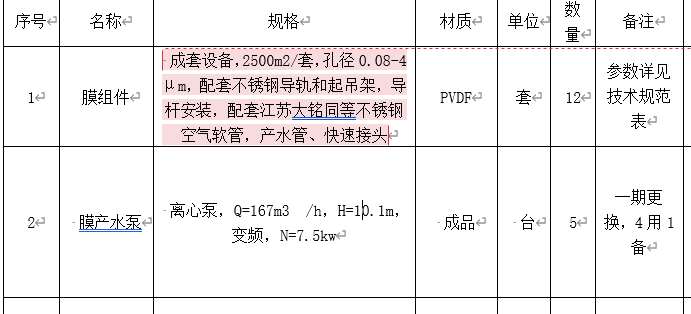 序号 名称 规格 材质 单位 数量 备注
1 膜组件 成套设备,2500m2/套,孔径0.08-4
μm，配套不锈钢导轨和起吊架，导
杆安装，配套江苏大铭同等不锈钢
空气软管，产水管、快速接头 PVDF 套 12 参数详见
技术规范
表
2 膜产水泵 离心泵，Q=167m3 /h，H=10.1m，
变频，N=7.5kw 成品 台 5 一期更
换，4用1
备